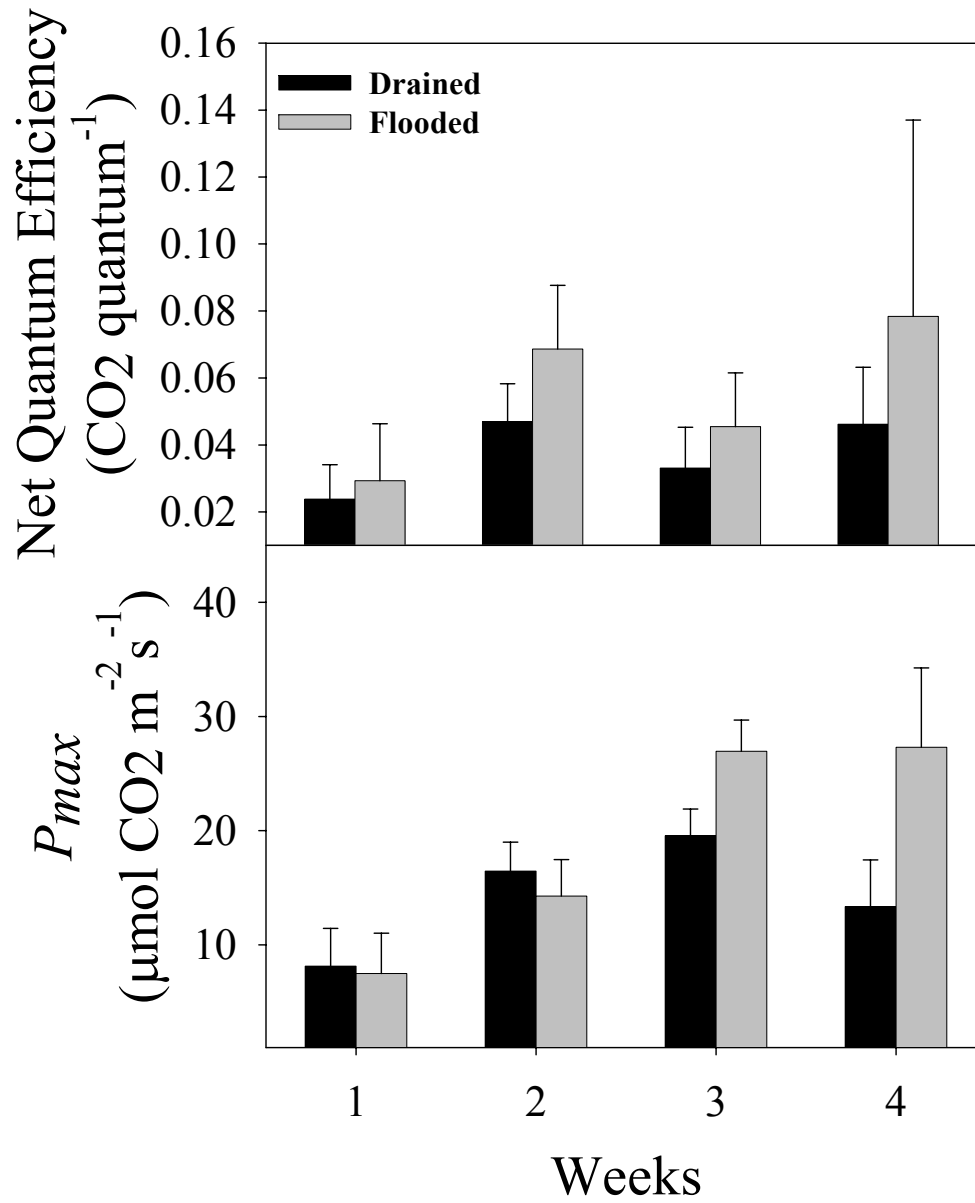 Net Quantum Efficiency
(CO2 quantum-1)
0.16
0.14
0.12
0.10
0.08
0.06
0.04
0.02
Drained
Flooded
Pmax
(μmol CO2 m-2 s-1)
40
30
20
10
1 2 3 4
Weeks